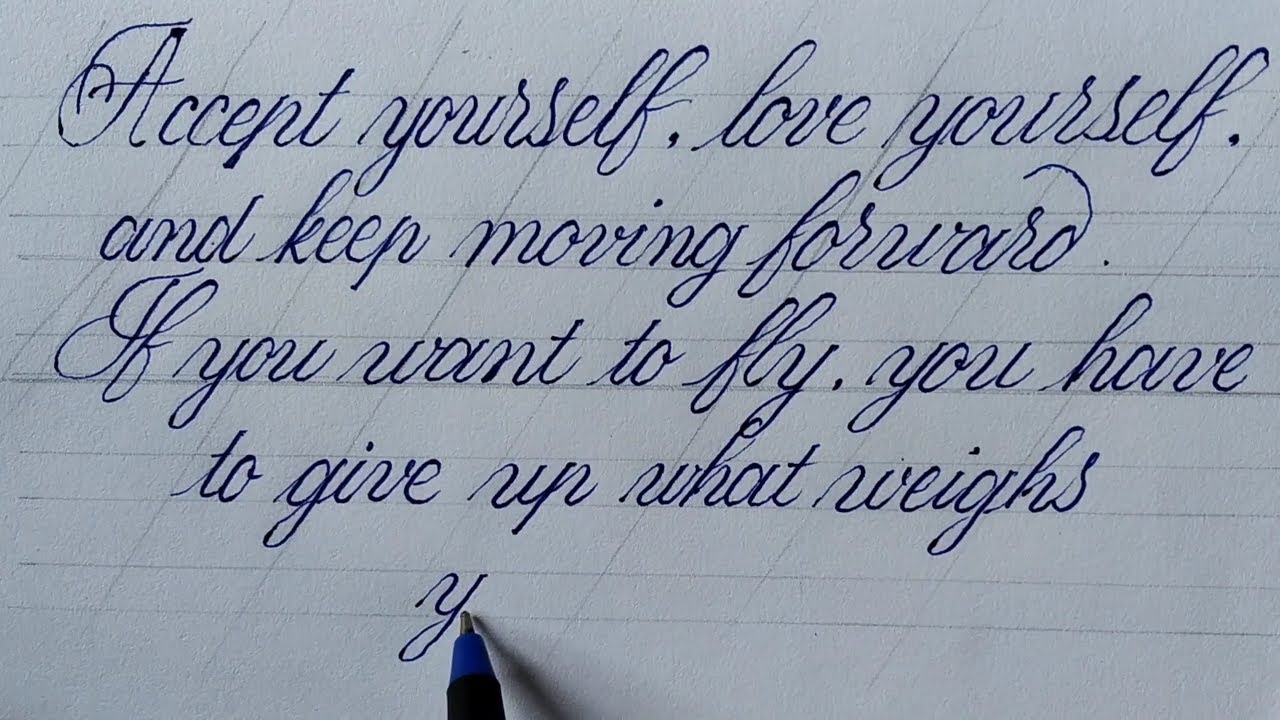 Accept yourself, love yourself,
and keep moving forward.
If you want to fly, you have
to give up what weighs
y